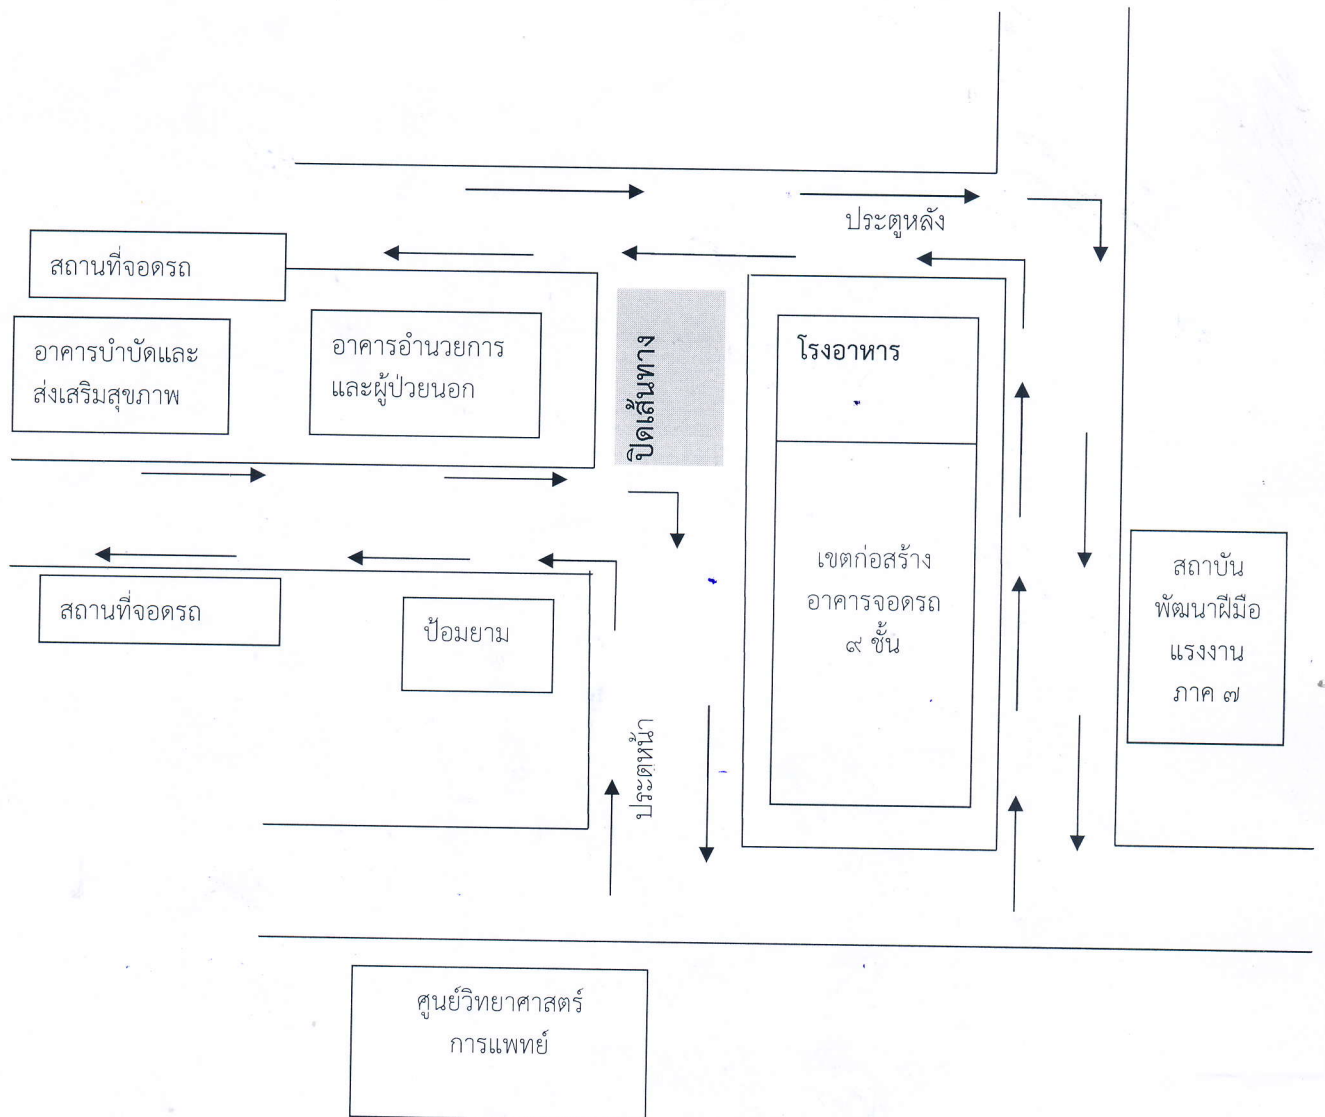 ประตูหลัง
สถานที่จอดรถ
อาคารบำบัดและ
ส่งเสริมสุขภาพ
อาคารอำนวยการ
และผู้ป่วยนอก
ปิดเส้นทาง
โรงอาหาร
เขตก่อสร้าง
อาคารจอดรถ
๙ ชั้น
สถาบัน
พัฒนาฝีมือ
แรงงาน
ภาค ๗
สถานที่จอดรถ
ป้อมยาม
ประตูหน้า
ศูนย์วิทยาศาสตร์
การแพทย์